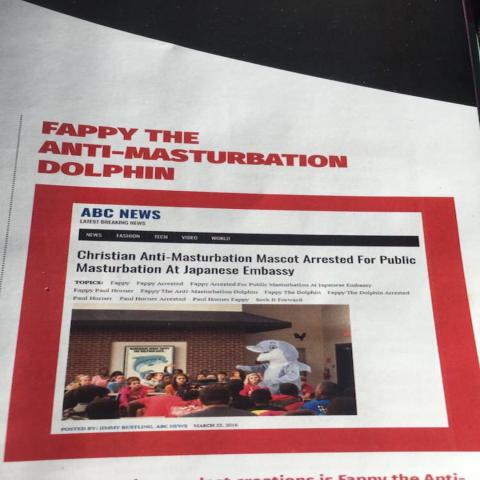 FAPPY THE
ANTI-MASTURBATION
DOLPHIN
ABC NEWS
LATEST BREAKING NEWS
NEWS FASHION TECH VIDEO WORLD
Christian Anti-Masturbation Mascot Arrested For Public
Masturbation At Japanese Embassy
TOPICS: Fappy Fappy Arrested Fappy Arrested For Public Masturbation At Japanese Embassy
Fappy Paul Horner Fappy The Anti-Masturbation Dolphin Fappy The Dolphin Fappy The Dolphin Arrested
Paul Horner Paul Horner Arrested Paul Horner Fappy Sock It Forward
POSTED BY: JIMMY RUSTLING, ABC NEWS MARCH 22, 2016
creations is Fappy the Anti-